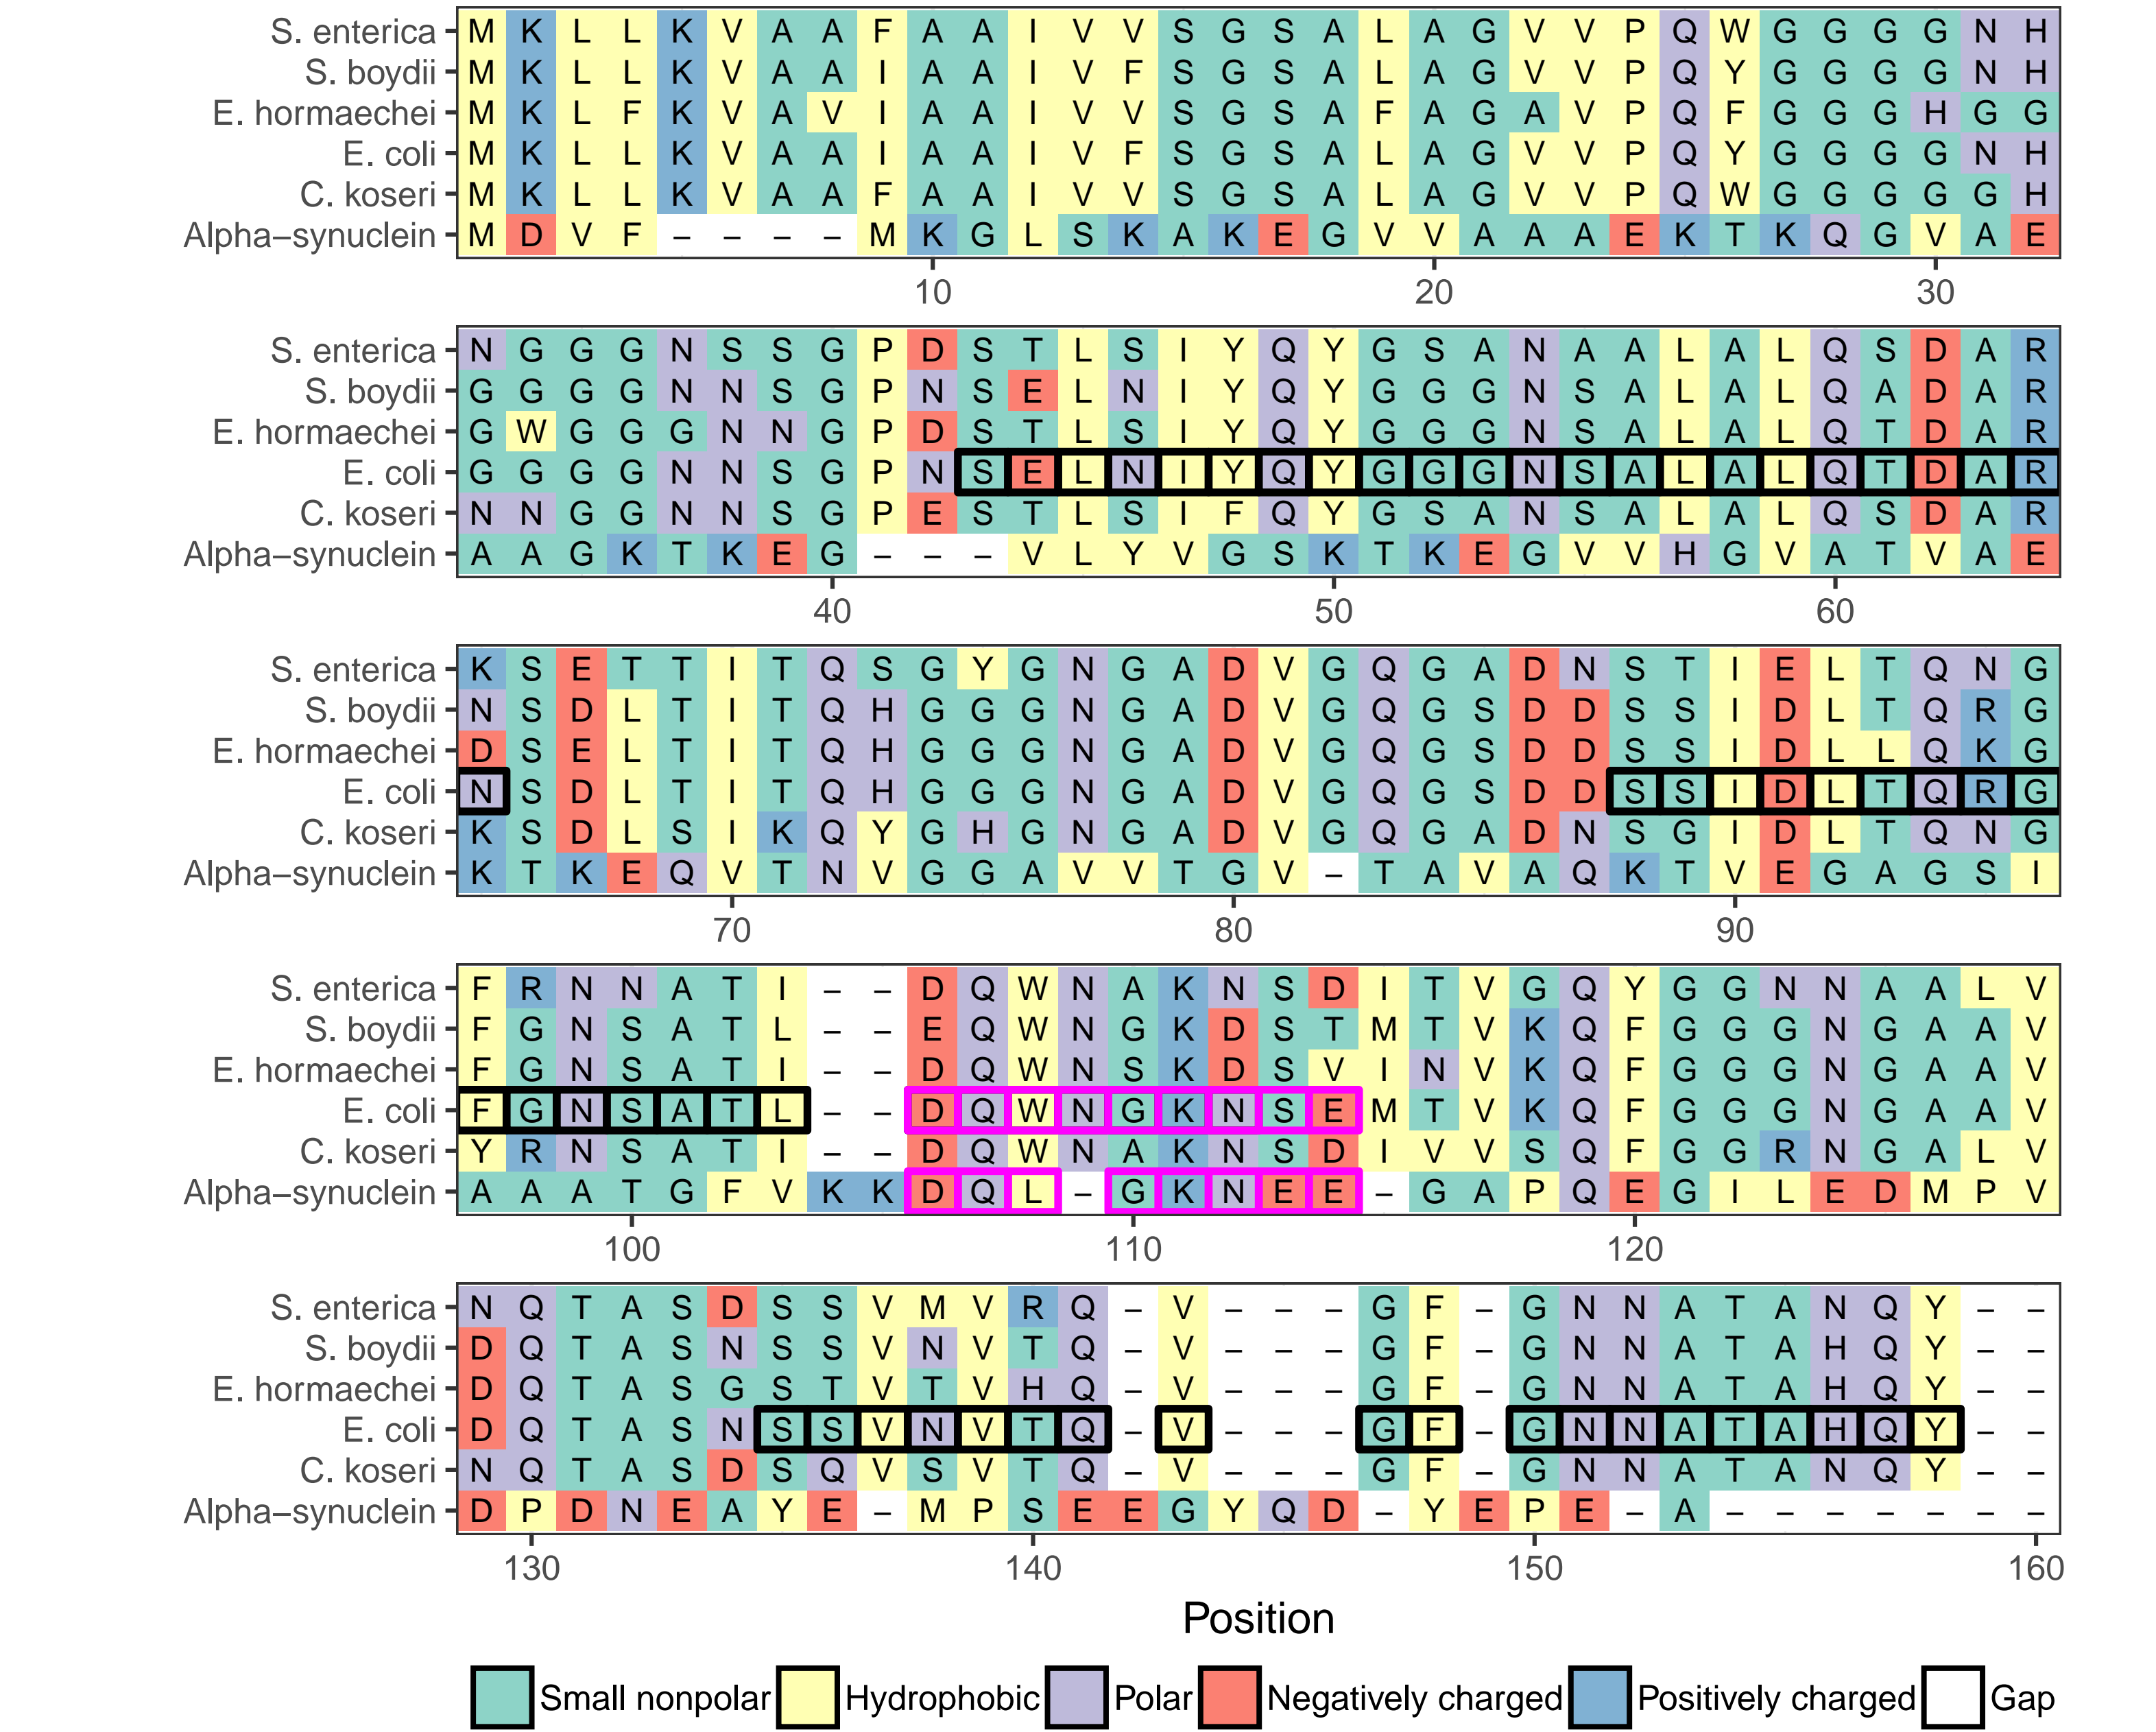 S. enterica M K L L K V A A F A A I V V S G S A L A G V V P Q W G G G G N H
S. boydii M K L L K V A A I A A I V F S G S A L A G V V P Q Y G G G G N H
E. hormaechei M K L F K V A V I A A I V V S G S A F A G A V P Q F G G G H G G
E. coli M K L L K V A A I A A I V F S G S A L A G V V P Q Y G G G G N H
C. koseri M K L L K V A A F A A I V V S G S A L A G V V P Q W G G G G G H
Alpha–synuclein M D V F – – – – M K G L S K A K E G V V A A A E K T K Q G V A E
10 20 30
S. enterica N G G G N S S G P D S T L S I Y Q Y G S A N A A L A L Q S D A R
S. boydii G G G G N N S G P N S E L N I Y Q Y G G G N S A L A L Q A D A R
E. hormaechei G W G G G N N G P D S T L S I Y Q Y G G G N S A L A L Q T D A R
E. coli G G G G N N S G P N S E L N I Y Q Y G G G N S A L A L Q T D A R
C. koseri N N G G N N S G P E S T L S I F Q Y G S A N S A L A L Q S D A R
Alpha–synuclein A A G K T K E G – – – V L Y V G S K T K E G V V H G V A T V A E
40 50 60
S. enterica K S E T T I T Q S G Y G N G A D V G Q G A D N S T I E L T Q N G
S. boydii N S D L T I T Q H G G G N G A D V G Q G S D D S S I D L T Q R G
E. hormaechei D S E L T I T Q H G G G N G A D V G Q G S D D S S I D L L Q K G
E. coli N S D L T I T Q H G G G N G A D V G Q G S D D S S I D L T Q R G
C. koseri K S D L S I K Q Y G H G N G A D V G Q G A D N S G I D L T Q N G
Alpha–synuclein K T K E Q V T N V G G A V V T G V – T A V A Q K T V E G A G S I
70 80 90
S. enterica F R N N A T I – – D Q W N A K N S D I T V G Q Y G G N N A A L V
S. boydii F G N S A T L – – E Q W N G K D S T M T V K Q F G G G N G A A V
E. hormaechei F G N S A T I – – D Q W N S K D S V I N V K Q F G G G N G A A V
E. coli F G N S A T L – – D Q W N G K N S E M T V K Q F G G G N G A A V
C. koseri Y R N S A T I – – D Q W N A K N S D I V V S Q F G G R N G A L V
Alpha–synuclein A A A T G F V K K D Q L – G K N E E – G A P Q E G I L E D M P V
100 110 120
S. enterica N Q T A S D S S V M V R Q – V – – – G F – G N N A T A N Q Y – –
S. boydii D Q T A S N S S V N V T Q – V – – – G F – G N N A T A H Q Y – –
E. hormaechei D Q T A S G S T V T V H Q – V – – – G F – G N N A T A H Q Y – –
E. coli D Q T A S N S S V N V T Q – V – – – G F – G N N A T A H Q Y – –
C. koseri N Q T A S D S Q V S V T Q – V – – – G F – G N N A T A N Q Y – –
Alpha–synuclein D P D N E A Y E – M P S E E G Y Q D – Y E P E – A – – – – – – –
130 140 150 160
Position
Small nonpolar Hydrophobic Polar Negatively charged Positively charged Gap